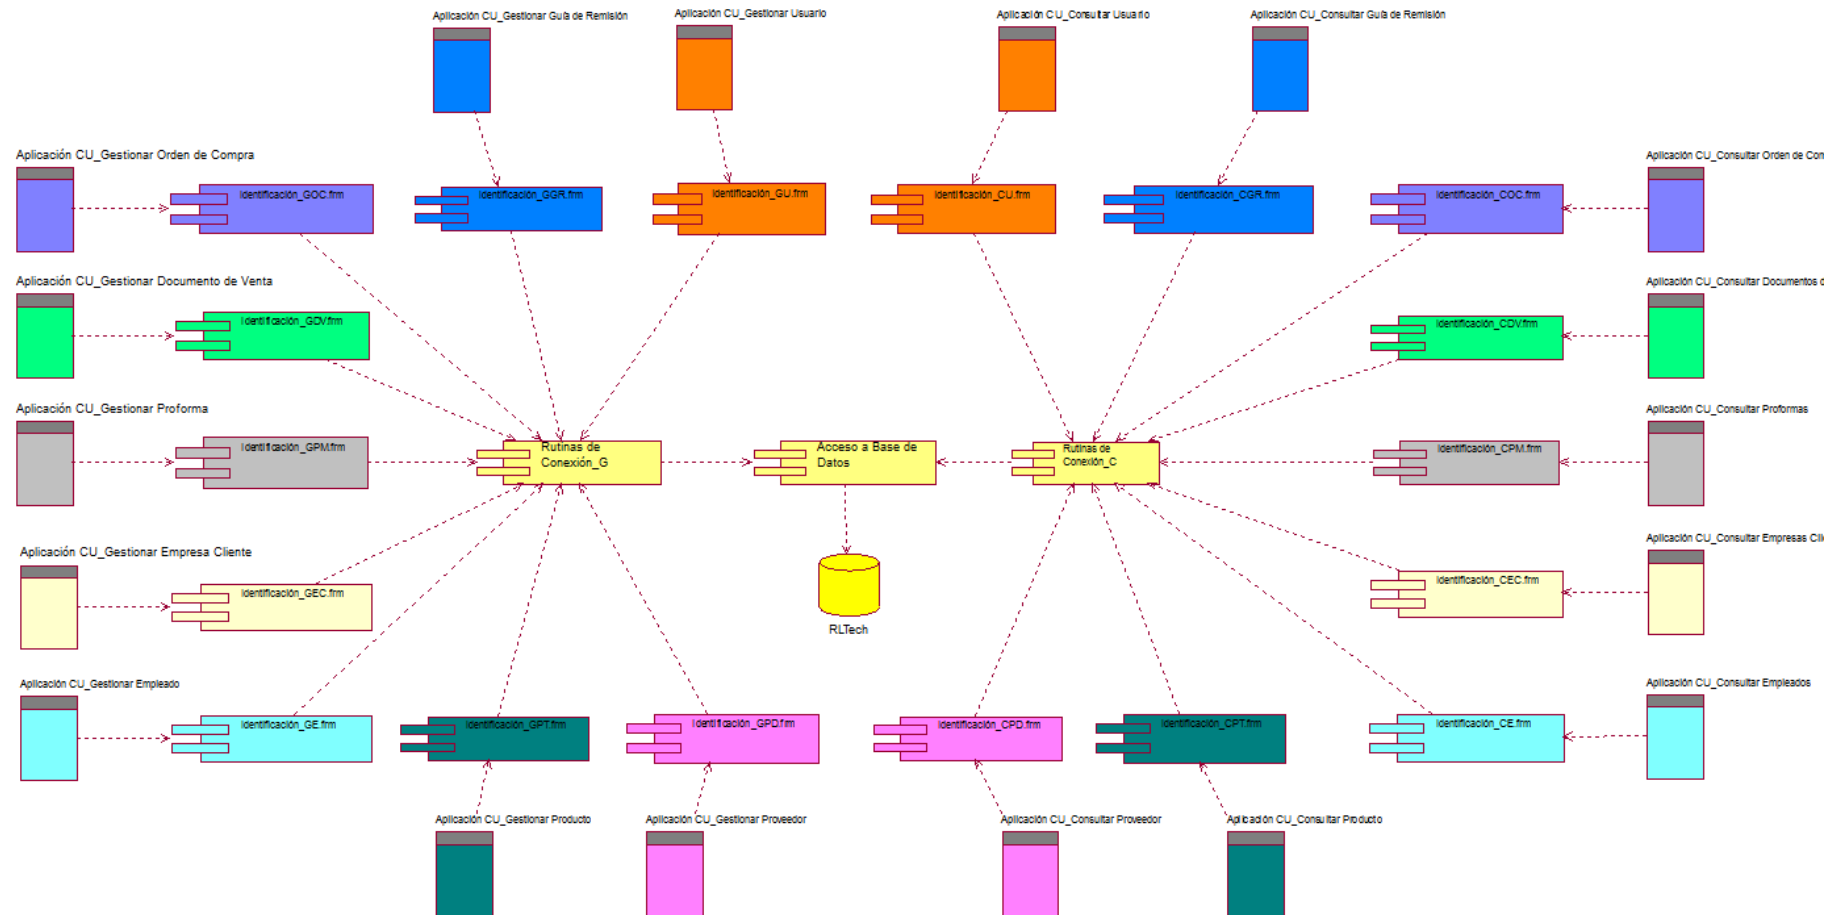 Aplicación CU_Gestionar Guía de Remisión
Aplicación CU_Gestionar Usuario
Aplicación CU_Consultar Usuario
Aplicación CU_Consultar Guía de Remisión
Aplicación CU_Gestionar Orden de Compra
Aplicación CU_Consultar Orden de Com
Identificación_GOC.frm
Identificación_GGR.frm
Identificación_GU.frm
Identificación_CU.frm
Identificación_CGR.frm
Identificación_COC.frm
Aplicación CU_Gestionar Documento de Venta
Aplicación CU_Consultar Documentos d
Identificación_GDV.frm
Identificación_CDV.frm
Aplicación CU_Gestionar Proforma
Aplicación CU_Consultar Proformas
Identificación_GPM.frm
Rutinas de
Conexión_G
Acceso a Base de
Datos
Rutinas de
Conexión_C
Identificación_CPM.frm
Aplicación CU_Gestionar Empresa Cliente
Aplicación CU_Consultar Empresas Cli
Identificación_GEC.frm
Identificación_CEC.frm
RLTech
Aplicación CU_Gestionar Empleado
Aplicación CU_Consultar Empleados
Identificación_GE.frm
Identificación_GPT.frm
Identificación_GPD.frm
Identificación_CPD.frm
Identificación_CPT.frm
Identificación_CE.frm
Aplicación CU_Gestionar Producto
Aplicación CU_Gestionar Proveedor
Aplicación CU_Consultar Proveedor
Aplicación CU_Consultar Producto